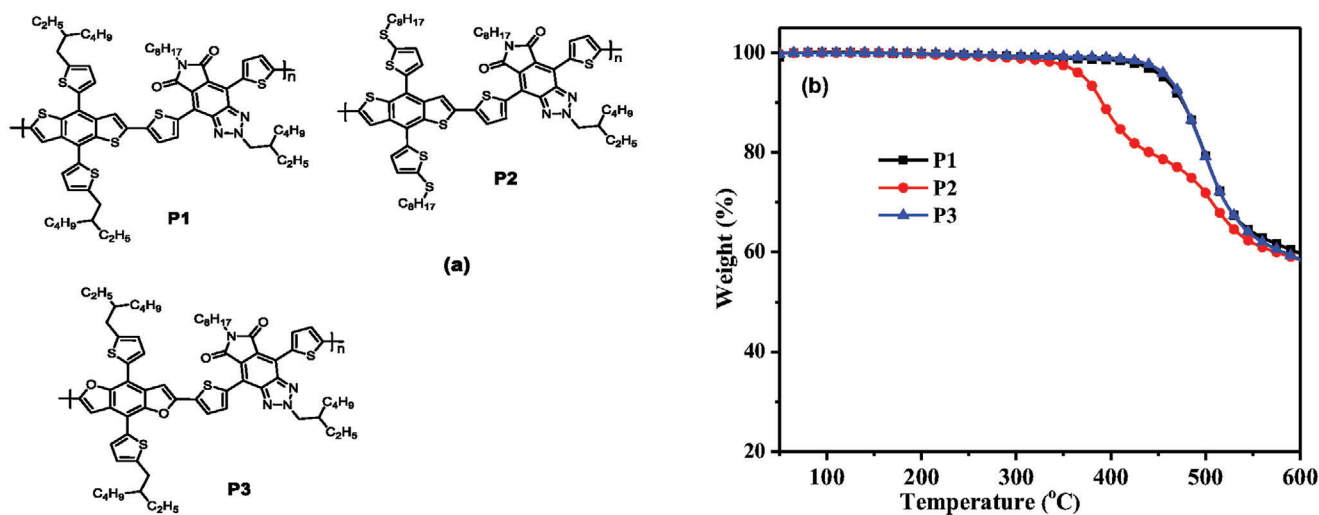 C₂H₅
C₄H₉
C₈H₁₇
N
O
O
S
S
n
S
S
S
N
N
N
S
C₄H₉
C₂H₅
C₄H₉
C₂H₅
P1
C₈H₁₇
S
S
C₈H₁₇
N
O
O
S
n
S
S
S
N
N
N
S
C₄H₉
C₂H₅
S
C₈H₁₇
P2
(a)
C₂H₅
C₄H₉
C₈H₁₇
N
O
O
S
S
n
O
S
O
N
N
N
S
C₄H₉
C₂H₅
C₄H₉
C₂H₅
P3
(b)
P1
P2
P3
Weight (%)
100
80
60
40
20
100 200 300 400 500 600
Temperature (°C)